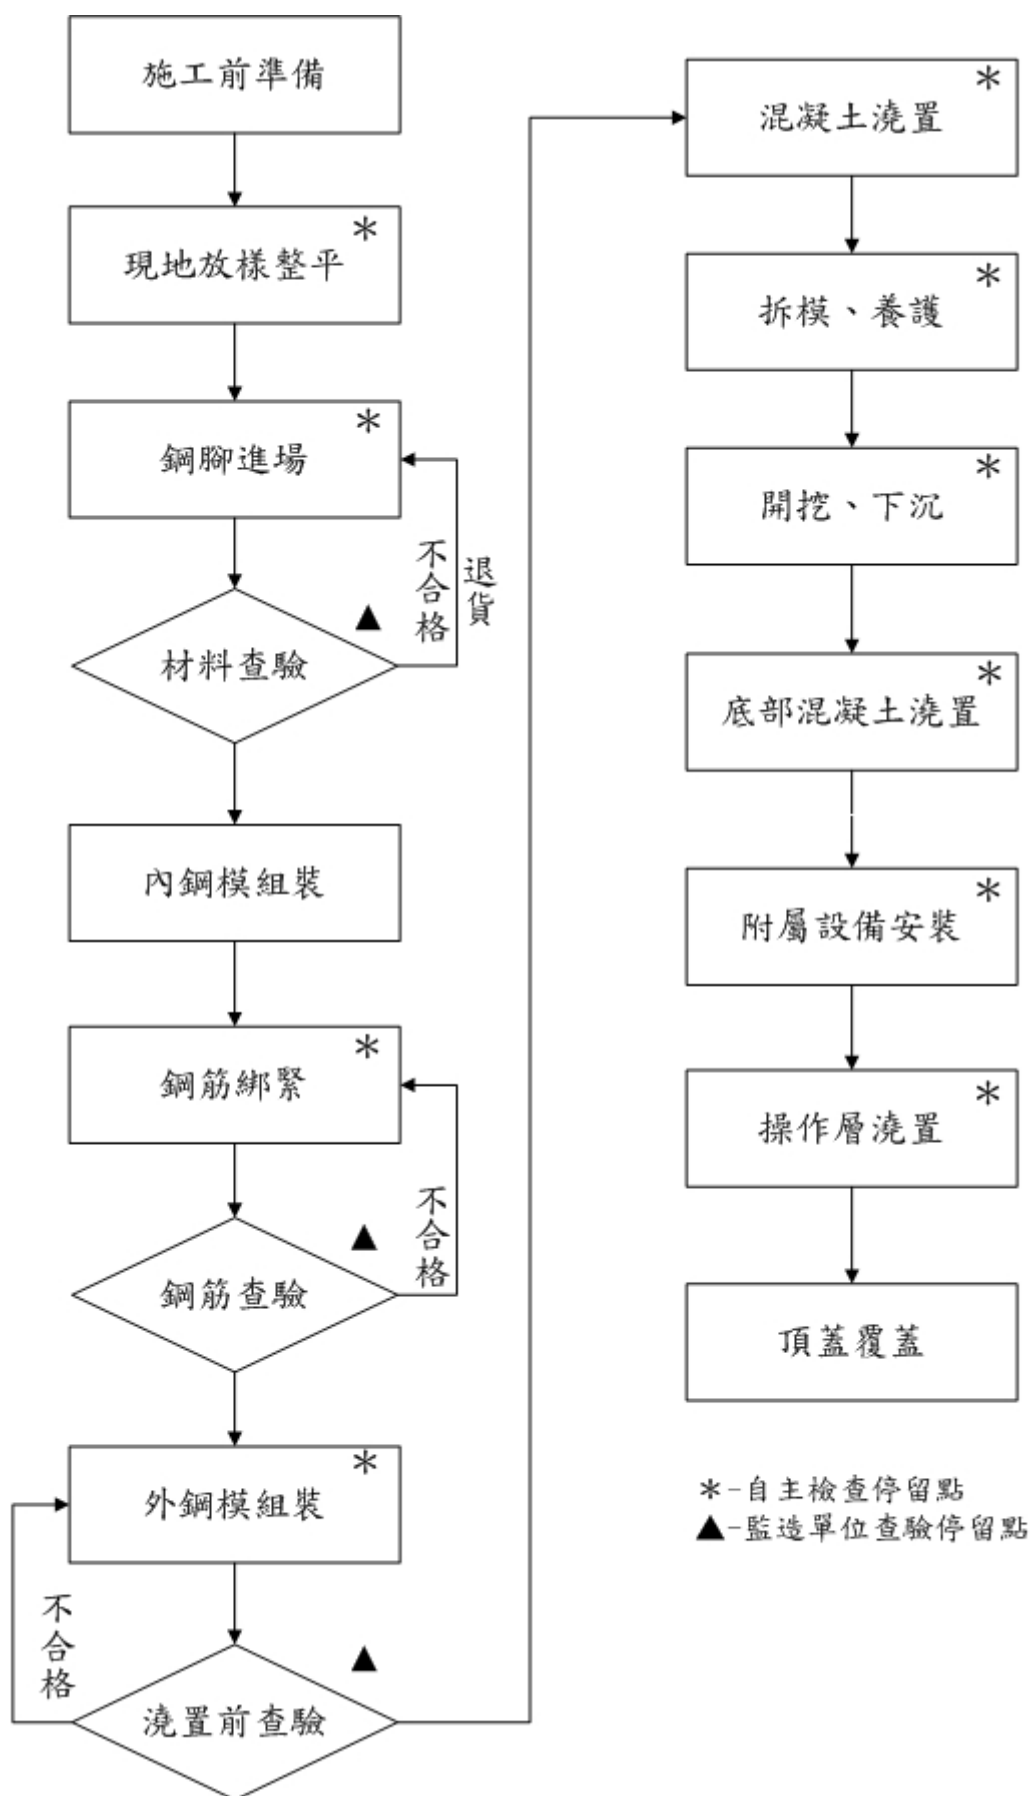 施工前準備
＊
現地放樣整平
＊
鋼腳進場
不合格
退貨
▲
材料查驗
內鋼模組裝
＊
鋼筋綁緊
不合格
▲
鋼筋查驗
＊
外鋼模組裝
不合格
▲
澆置前查驗
＊
混凝土澆置
＊
拆模、養護
＊
開挖、下沉
＊
底部混凝土澆置
＊
附屬設備安裝
＊
操作層澆置
頂蓋覆蓋
＊-自主檢查停留點
▲-監造單位查驗停留點